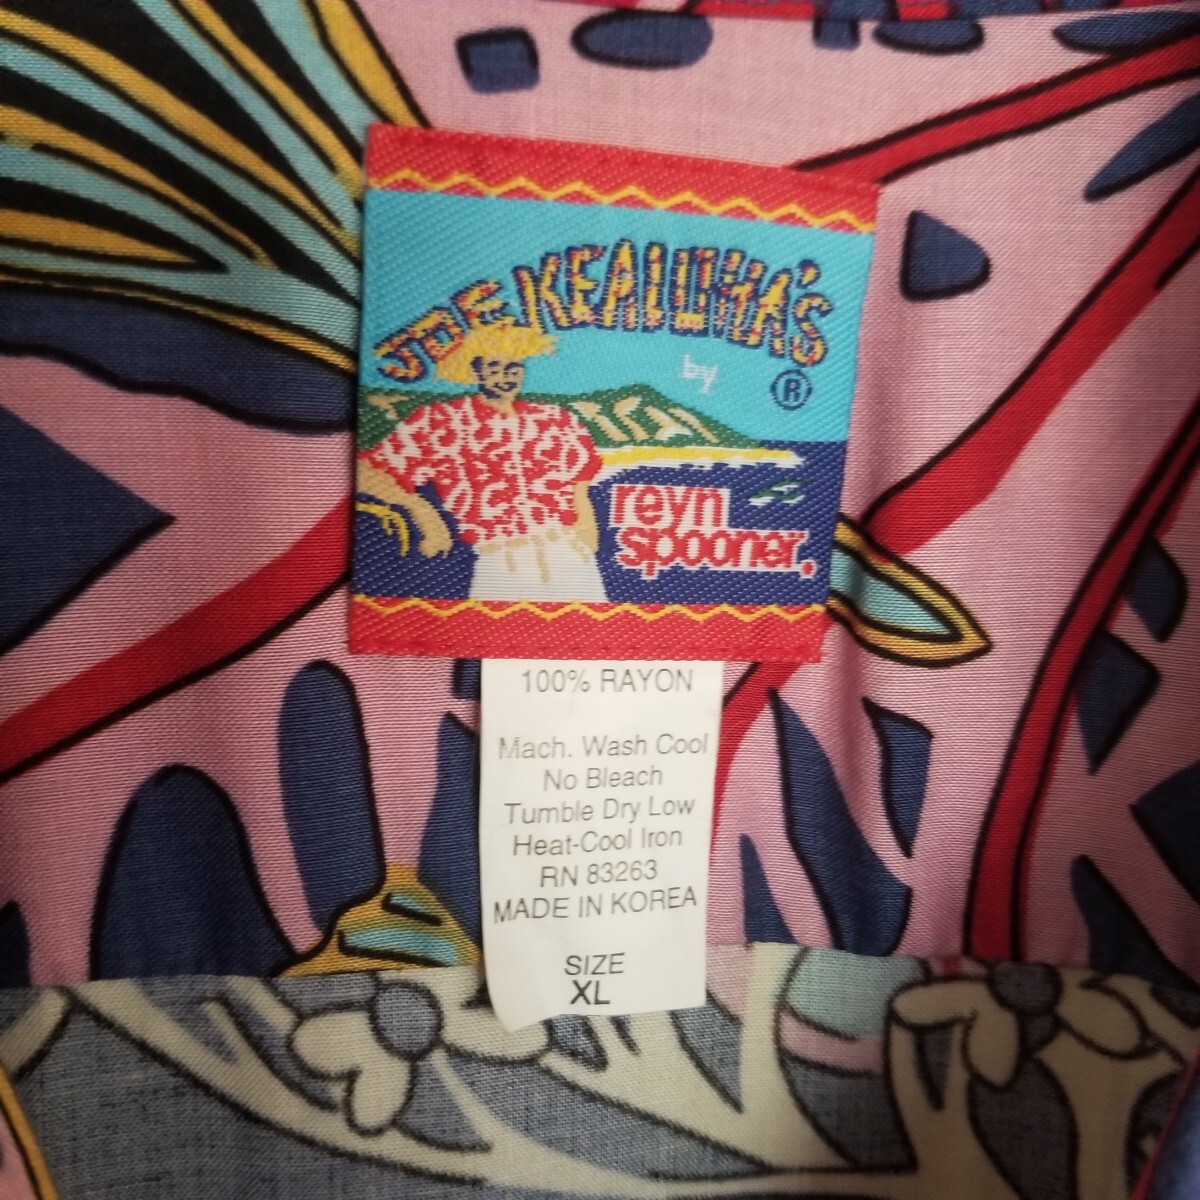 JOE KEALOHA'S
by
®
reyn
spooner.
100% RAYON
Mach. Wash Cool
No Bleach
Tumble Dry Low
Heat-Cool Iron
RN 83263
MADE IN KOREA
SIZE
XL